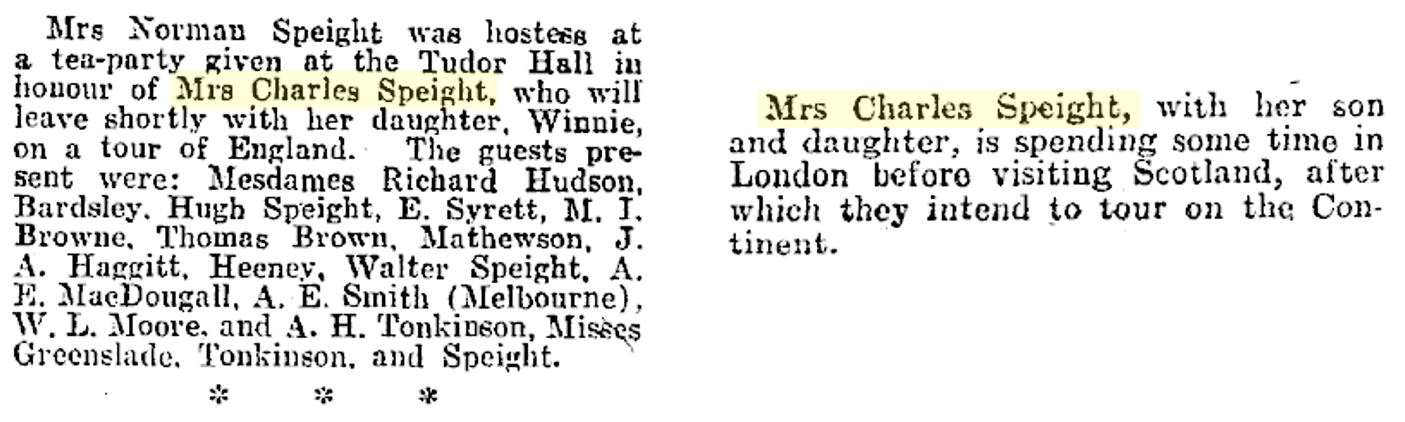 Mrs Norman Speight was hostess at
a tea-party given at the Tudor Hall in
honour of Mrs Charles Speight, who will
leave shortly with her daughter, Winnie,
on a tour of England. The guests pre-
sent were: Mesdames Richard Hudson,
Bardsley. Hugh Speight, E. Syrett, M. I.
Browne, Thomas Brown, Mathewson, J.
A. Haggitt, Heeney, Walter Speight, A.
E. MacDougall, A. E. Smith (Melbourne),
W. L. Moore, and A. H. Tonkinson, Misses
Greenslade, Tonkinson, and Speight.
* * *
Mrs Charles Speight, with her son
and daughter, is spending some time in
London before visiting Scotland, after
which they intend to tour on the Con-
tinent.